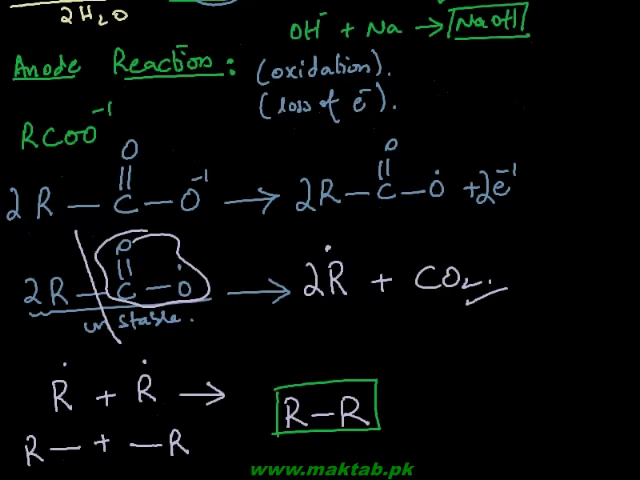 2H₂O
OH⁻ + Na → NaOH
Anode Reaction: (oxidation).
(loss of e⁻).
RCOO⁻¹
O O
|| ||
2R — C — O⁻¹ → 2R — C — Ȯ + 2e⁻¹
O
||
2R — C — Ȯ → 2Ṙ + CO₂.
unstable.
Ṙ + Ṙ → R — R
R — + — R
www.maktab.pk